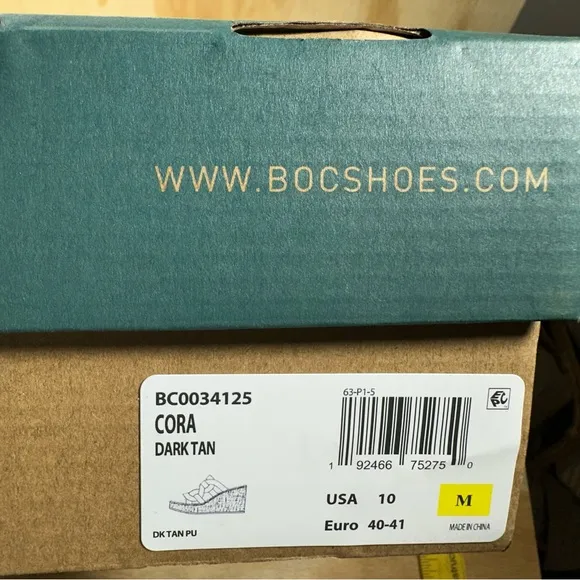 WWW.BOCSHOES.COM
BC0034125
CORA
DARK TAN
DK TAN PU
63-P1-5
1 92466 75275 0
USA 10 M
Euro 40-41
MADE IN CHINA